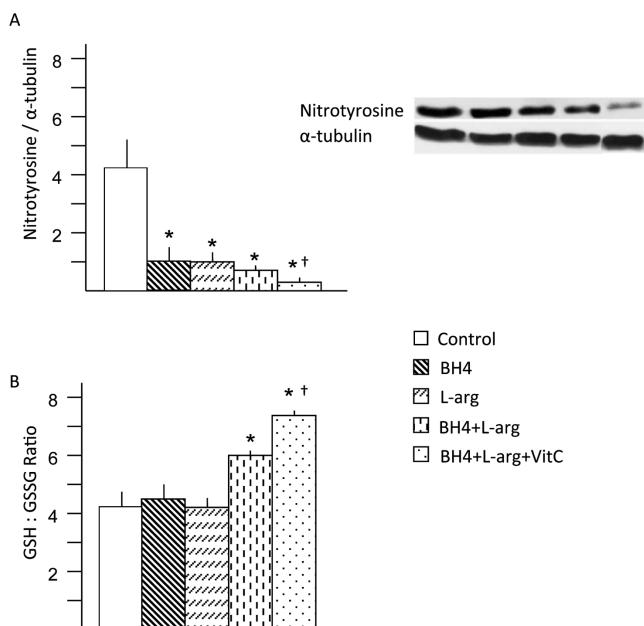 A
8
6
4
2
Nitrotyrosine / α-tubulin
*
*
*
* †
Nitrotyrosine
α-tubulin
Control
BH4
L-arg
BH4+L-arg
BH4+L-arg+VitC
B
8
6
4
2
GSH : GSSG Ratio
*
* †